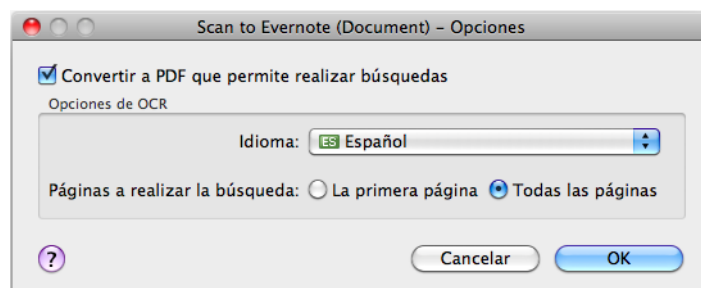 Scan to Evernote (Document) – Opciones
Convertir a PDF que permite realizar búsquedas
Opciones de OCR
Idioma: ES Español
Páginas a realizar la búsqueda: La primera página Todas las páginas
? Cancelar OK